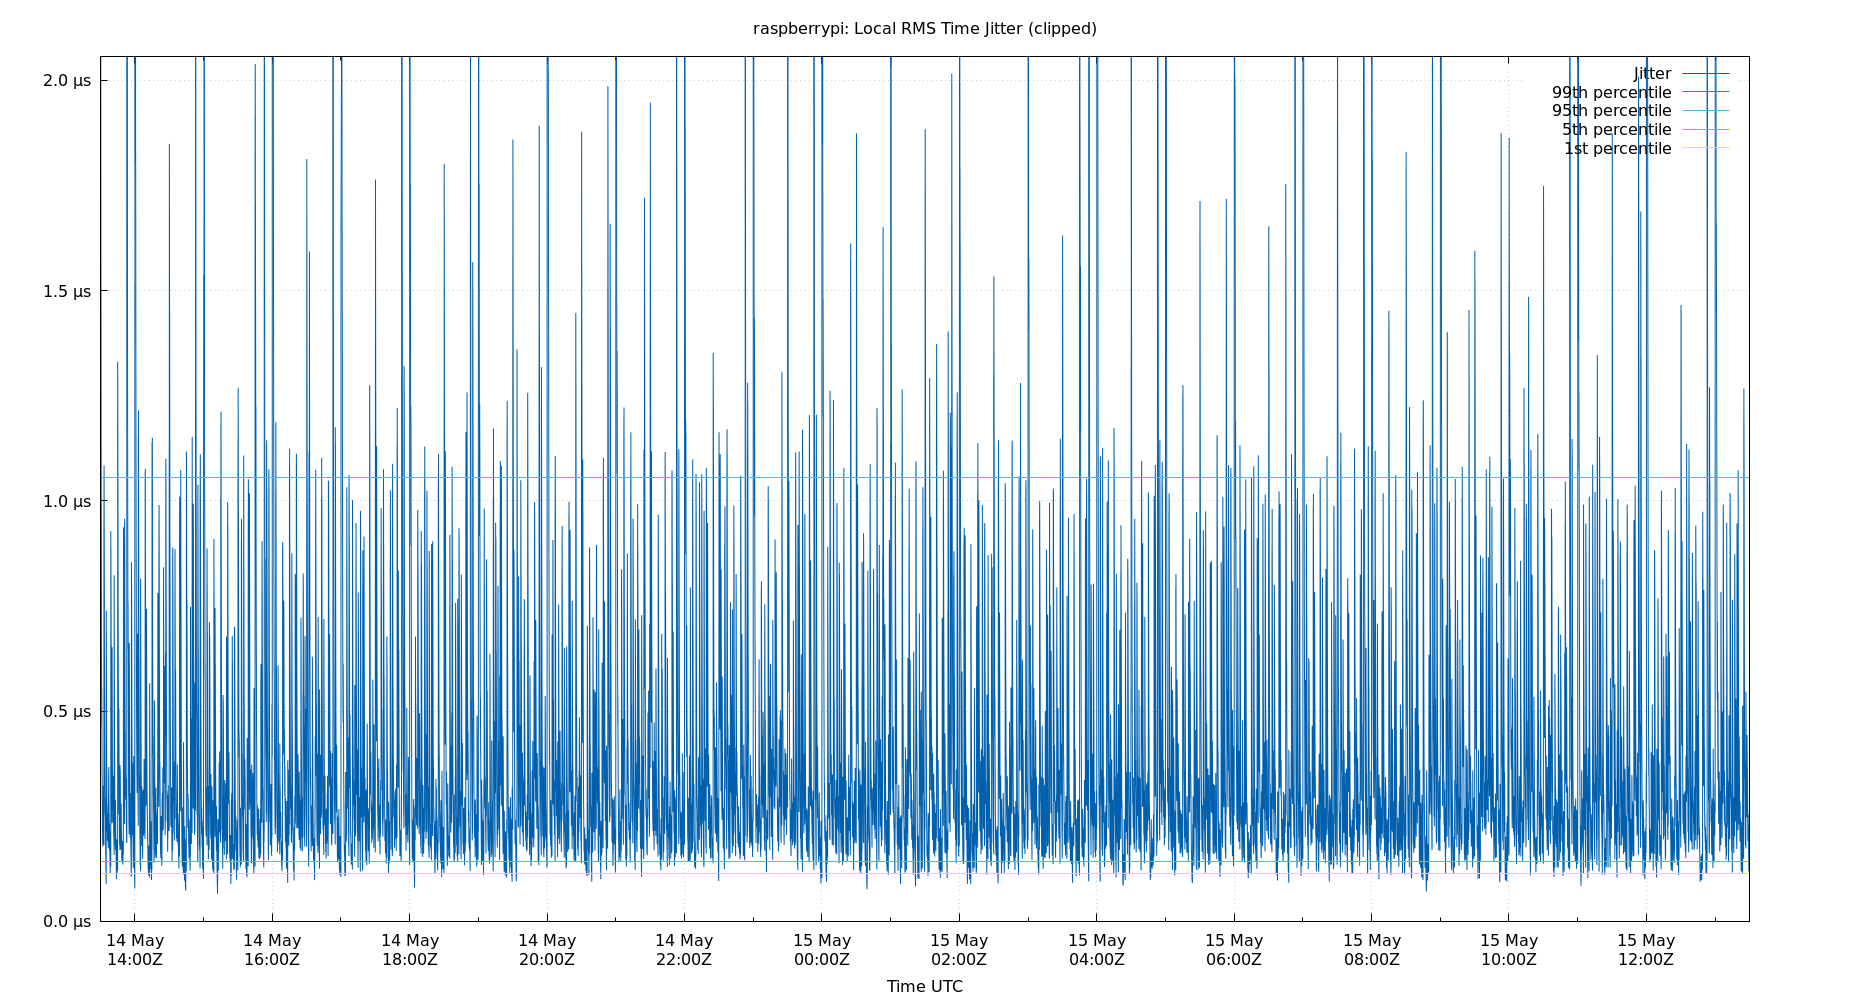 raspberrypi: Local RMS Time Jitter (clipped)
2.0 µs
1.5 µs
1.0 µs
0.5 µs
0.0 µs
Jitter
99th percentile
95th percentile
5th percentile
1st percentile
14 May 14 May 14 May 14 May 14 May 15 May 15 May 15 May 15 May 15 May 15 May 15 May
14:00Z 16:00Z 18:00Z 20:00Z 22:00Z 00:00Z 02:00Z 04:00Z 06:00Z 08:00Z 10:00Z 12:00Z
Time UTC